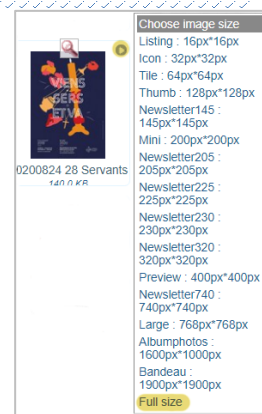 Choose image size
Listing : 16px*16px
Icon : 32px*32px
Tile : 64px*64px
Thumb : 128px*128px
Newsletter145 :
145px*145px
Mini : 200px*200px
Newsletter205 :
205px*205px
Newsletter225 :
225px*225px
Newsletter230 :
230px*230px
Newsletter320 :
320px*320px
Preview : 400px*400px
Newsletter740 :
740px*740px
Large : 768px*768px
Albumphotos :
1600px*1000px
Bandeau :
1900px*1900px
Full size
0200824 28 Servants
140.0 KB